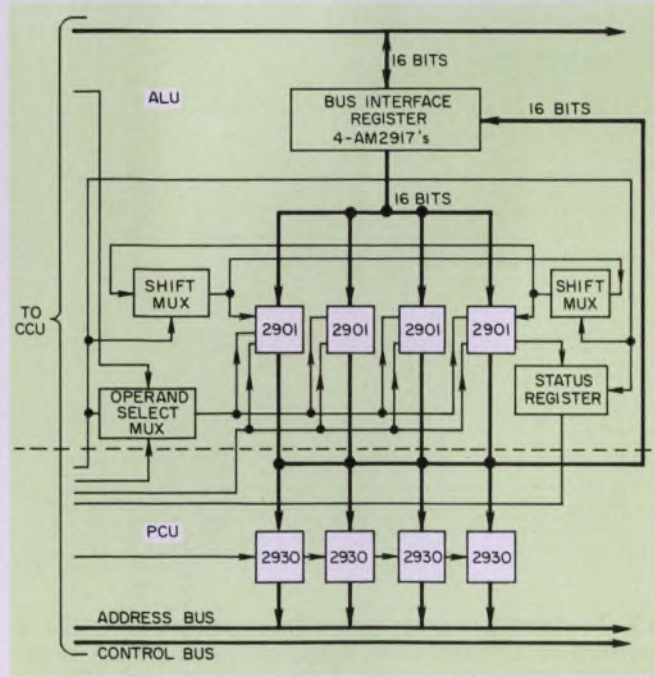 16 BITS
ALU
BUS INTERFACE
REGISTER
4-AM2917's
16 BITS
16 BITS
SHIFT
MUX
SHIFT
MUX
TO
CCU
2901
2901
2901
2901
OPERAND
SELECT
MUX
STATUS
REGISTER
PCU
2930
2930
2930
2930
ADDRESS BUS
CONTROL BUS